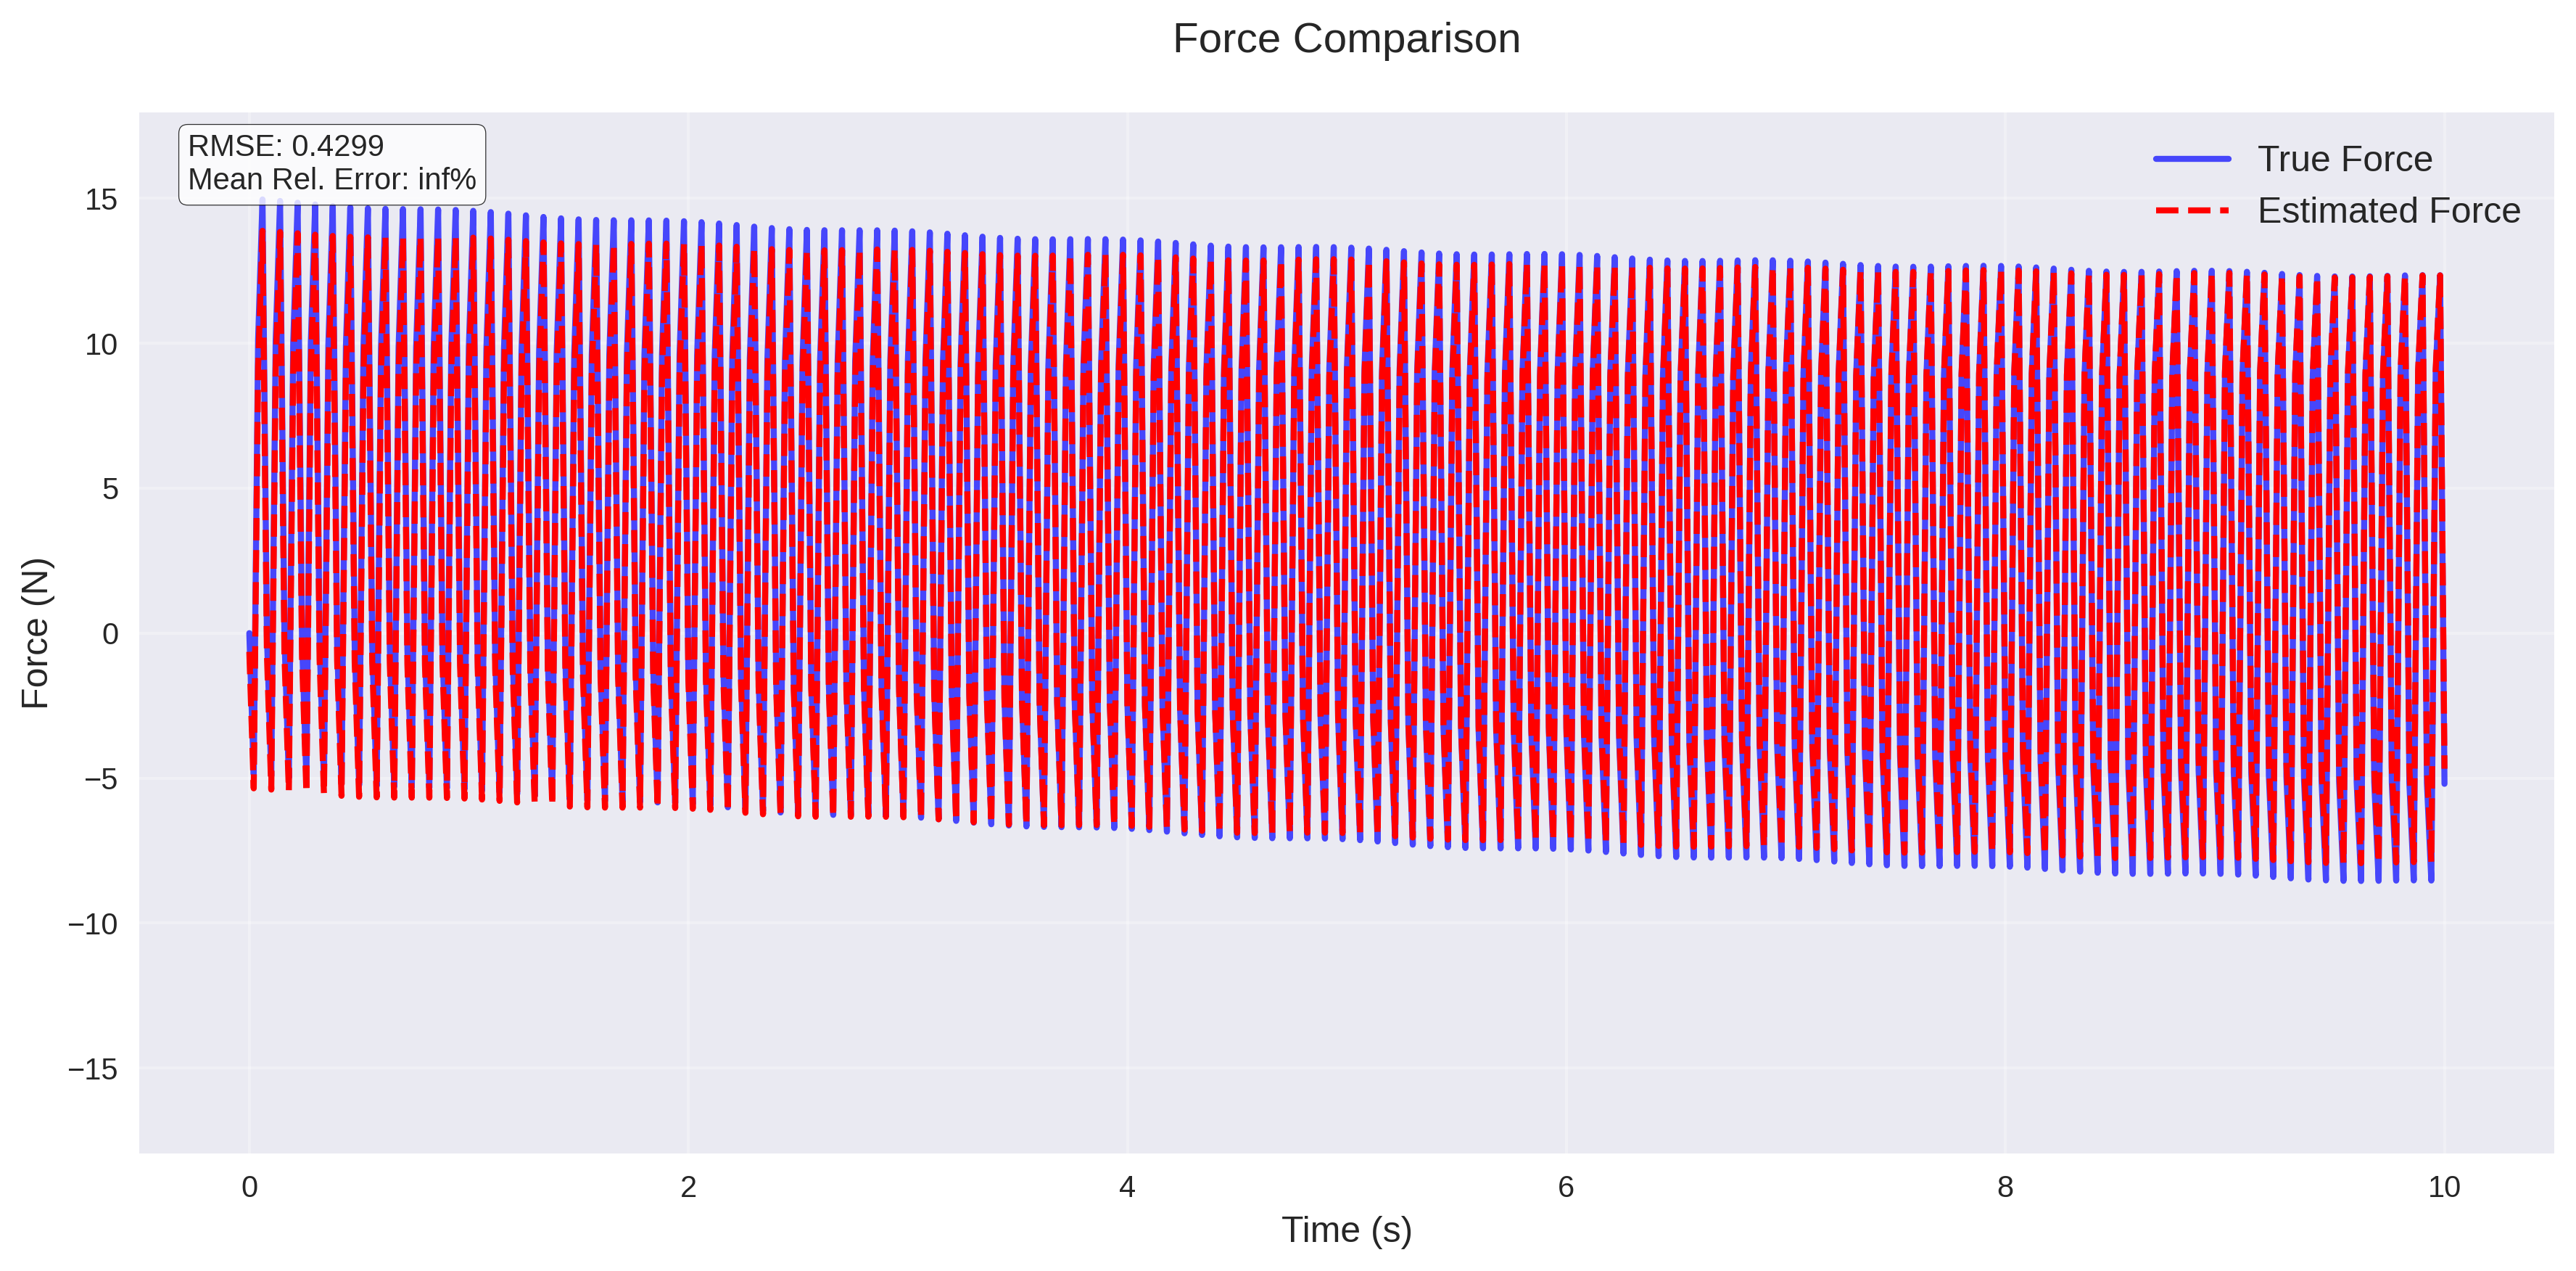 Force Comparison
RMSE: 0.4299
Mean Rel. Error: inf%
True Force
Estimated Force
15
10
5
0
−5
−10
−15
Force (N)
0
2
4
6
8
10
Time (s)